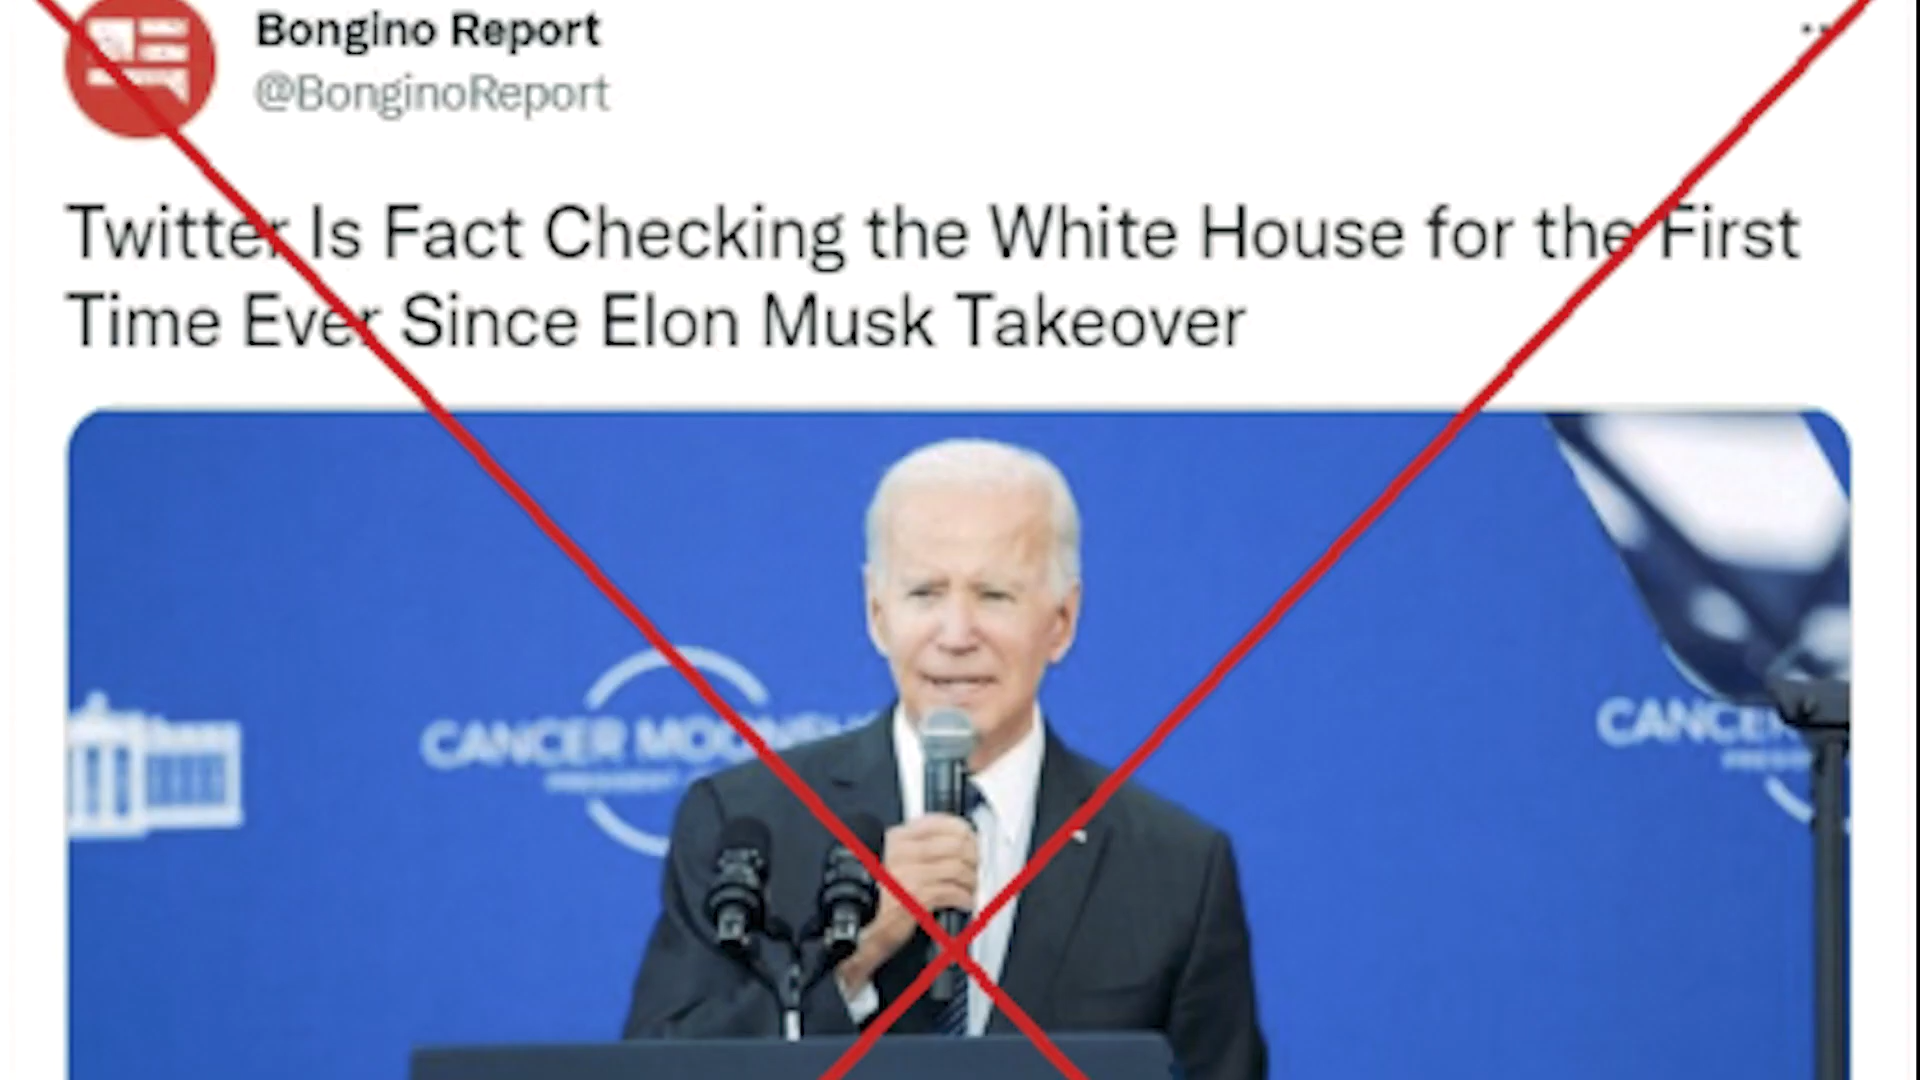 Bongino Report
@BonginoReport
Twitter Is Fact Checking the White House for the First
Time Ever Since Elon Musk Takeover
CANCER
PRESIDENT
CANCER